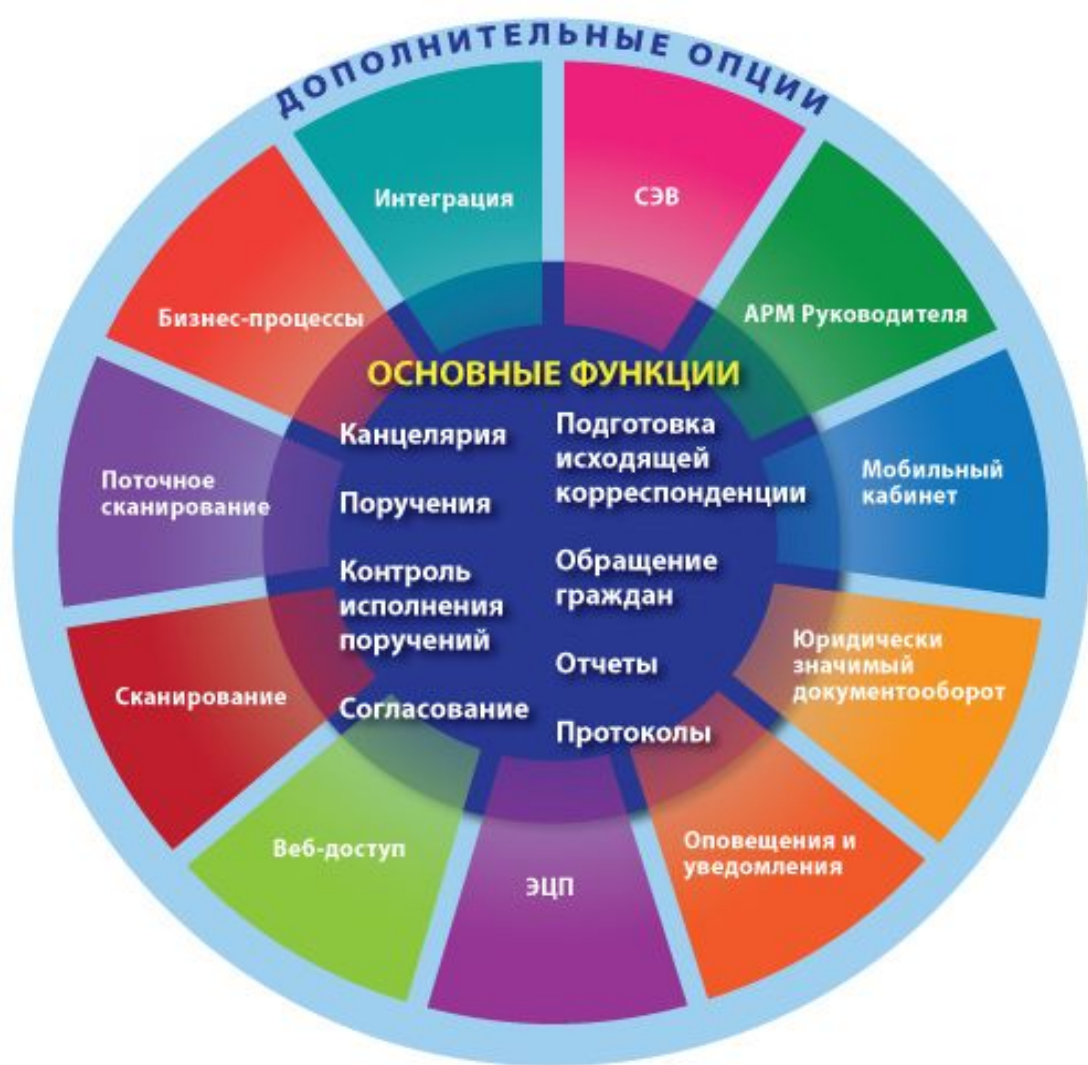 ДОПОЛНИТЕЛЬНЫЕ ОПЦИИ
Интеграция
СЭВ
АРМ Руководителя
Мобильный
кабинет
Юридически
значимый
документооборот
Оповещения и
уведомления
ЭЦП
Веб-доступ
Сканирование
Поточное
сканирование
Бизнес-процессы
ОСНОВНЫЕ ФУНКЦИИ
Канцелярия
Поручения
Контроль
исполнения
поручений
Согласование
Подготовка
исходящей
корреспонденции
Обращение
граждан
Отчеты
Протоколы